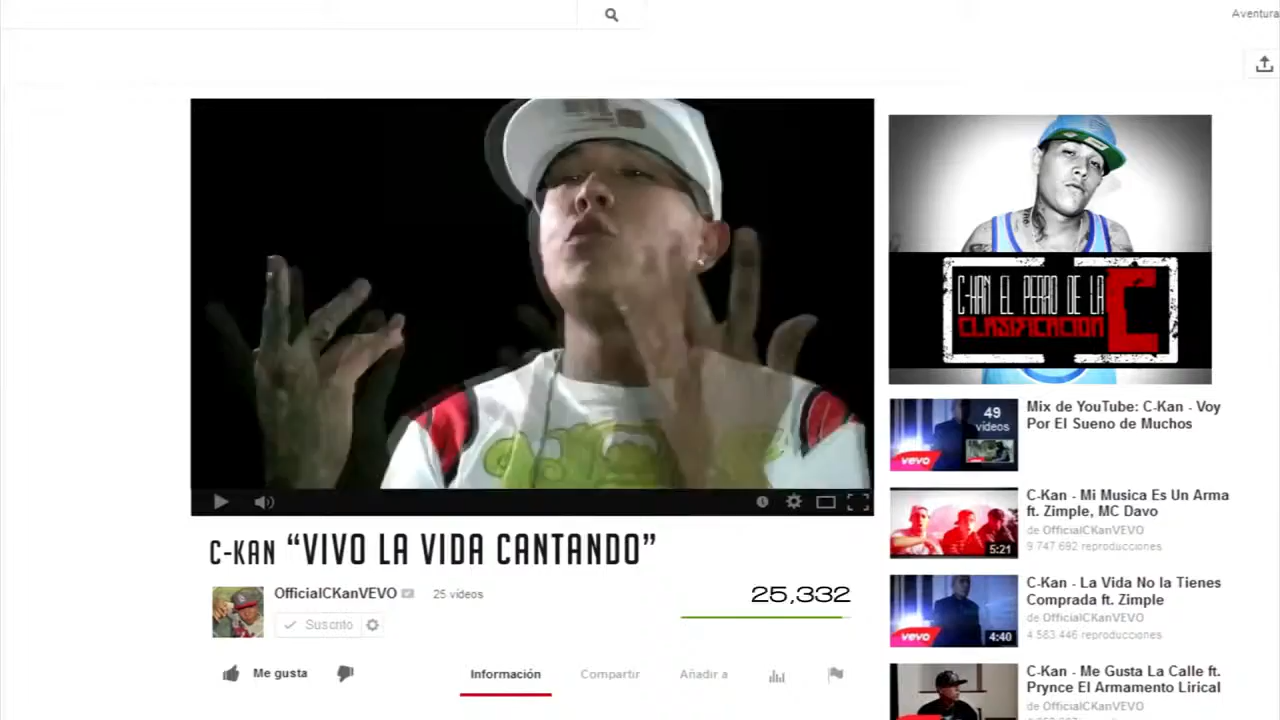 Aventura
C-KAN “VIVO LA VIDA CANTANDO”
OfficialCKanVEVO
25 vídeos
25,332
Suscrito
Me gusta
Información
Compartir
Añadir a
C-KAN EL PERRO DE LA
CLASIFICACION
C
49
vídeos
vevo
Mix de YouTube: C-Kan - Voy
Por El Sueno de Muchos
5:21
C-Kan - Mi Musica Es Un Arma
ft. Zimple, MC Davo
de OfficialCKanVEVO
9 747 692 reproducciones
vevo
4:40
C-Kan - La Vida No la Tienes
Comprada ft. Zimple
de OfficialCKanVEVO
4 583 446 reproducciones
C-Kan - Me Gusta La Calle ft.
Prynce El Armamento Lirical
de OfficialCKanVEVO